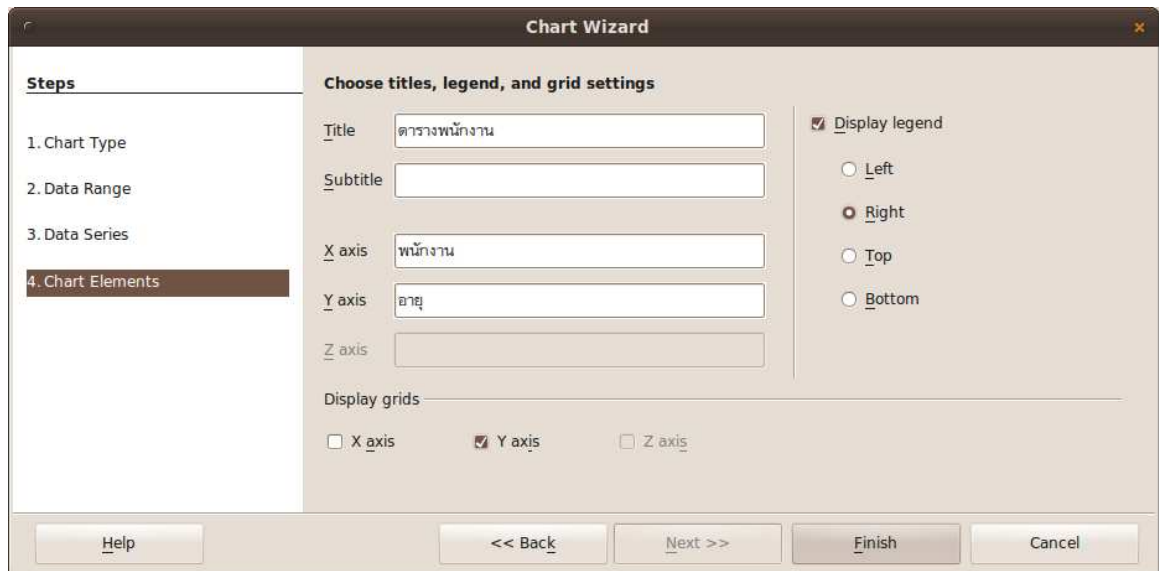 Chart Wizard
Steps
1. Chart Type
2. Data Range
3. Data Series
4. Chart Elements
Choose titles, legend, and grid settings
Title ตารางพนักงาน
Subtitle
X axis พนักงาน
Y axis อายุ
Z axis
Display legend
Left
Right
Top
Bottom
Display grids
X axis Y axis Z axis
Help << Back Next >> Finish Cancel